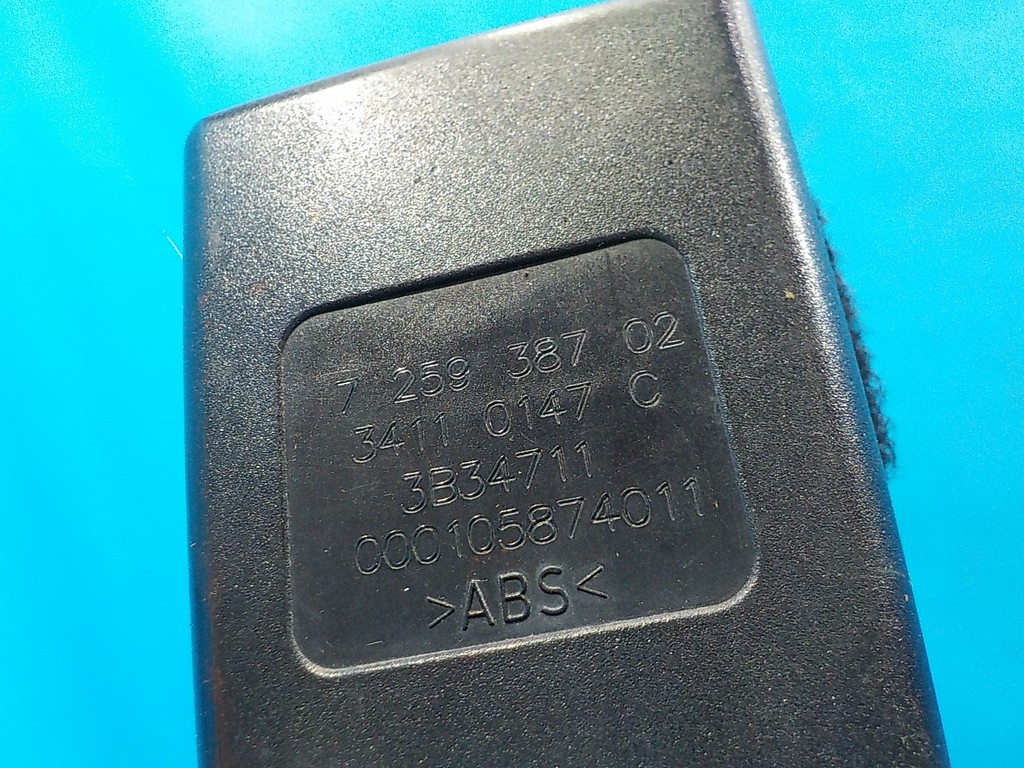 7 259 387 02
3411 0147 C
3B34711
000105874011
>ABS<